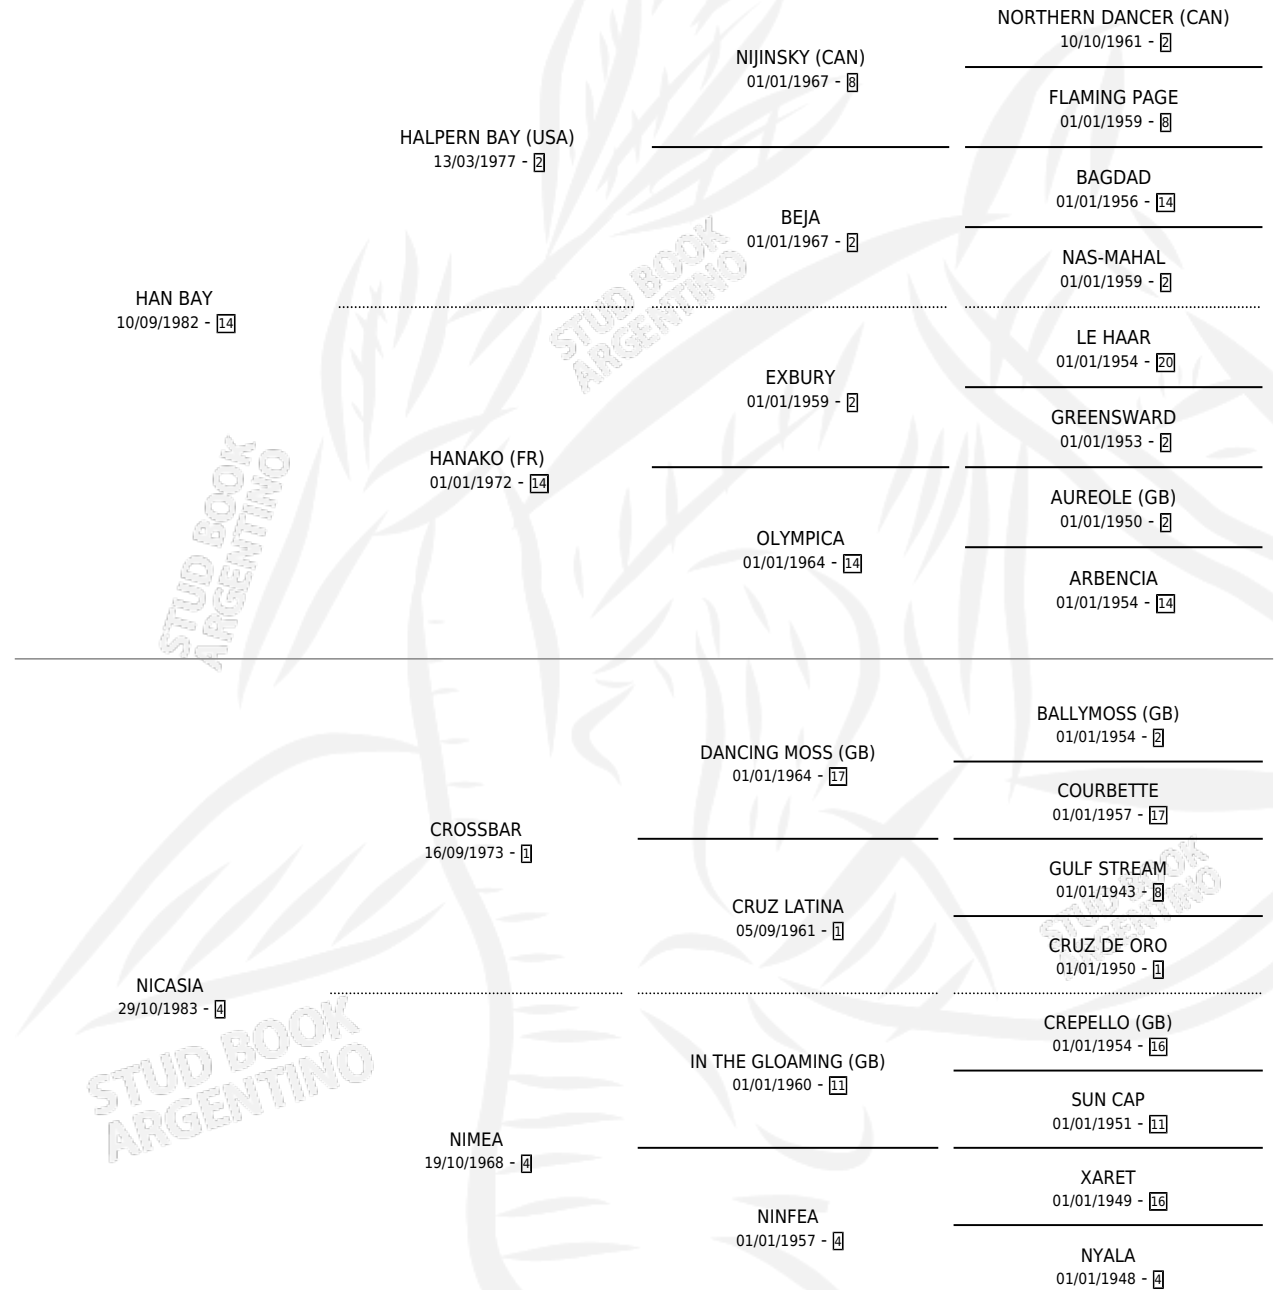 NORTHERN DANCER (CAN)
10/10/1961 - 2
NIJINSKY (CAN)
01/01/1967 - 8
FLAMING PAGE
01/01/1959 - 8
HALPERN BAY (USA)
13/03/1977 - 2
BAGDAD
01/01/1956 - 14
BEJA
01/01/1967 - 2
NAS-MAHAL
01/01/1959 - 2
HAN BAY
10/09/1982 - 14
LE HAAR
01/01/1954 - 20
EXBURY
01/01/1959 - 2
GREENSWARD
01/01/1953 - 2
HANAKO (FR)
01/01/1972 - 14
AUREOLE (GB)
01/01/1950 - 2
OLYMPICA
01/01/1964 - 14
ARBENCIA
01/01/1954 - 14
STUD BOOK
ARGENTINO
STUD BOOK
ARGENTINO
BALLYMOSS (GB)
01/01/1954 - 2
DANCING MOSS (GB)
01/01/1964 - 17
COURBETTE
01/01/1957 - 17
CROSSBAR
16/09/1973 - 1
GULF STREAM
01/01/1943 - 8
CRUZ LATINA
05/09/1961 - 1
CRUZ DE ORO
01/01/1950 - 1
STUD BOOK
ARGENTINO
NICASIA
29/10/1983 - 4
CREPELLO (GB)
01/01/1954 - 16
IN THE GLOAMING (GB)
01/01/1960 - 11
SUN CAP
01/01/1951 - 11
NIMEA
19/10/1968 - 4
XARET
01/01/1949 - 16
NINFEA
01/01/1957 - 4
NYALA
01/01/1948 - 4
STUD BOOK
ARGENTINO